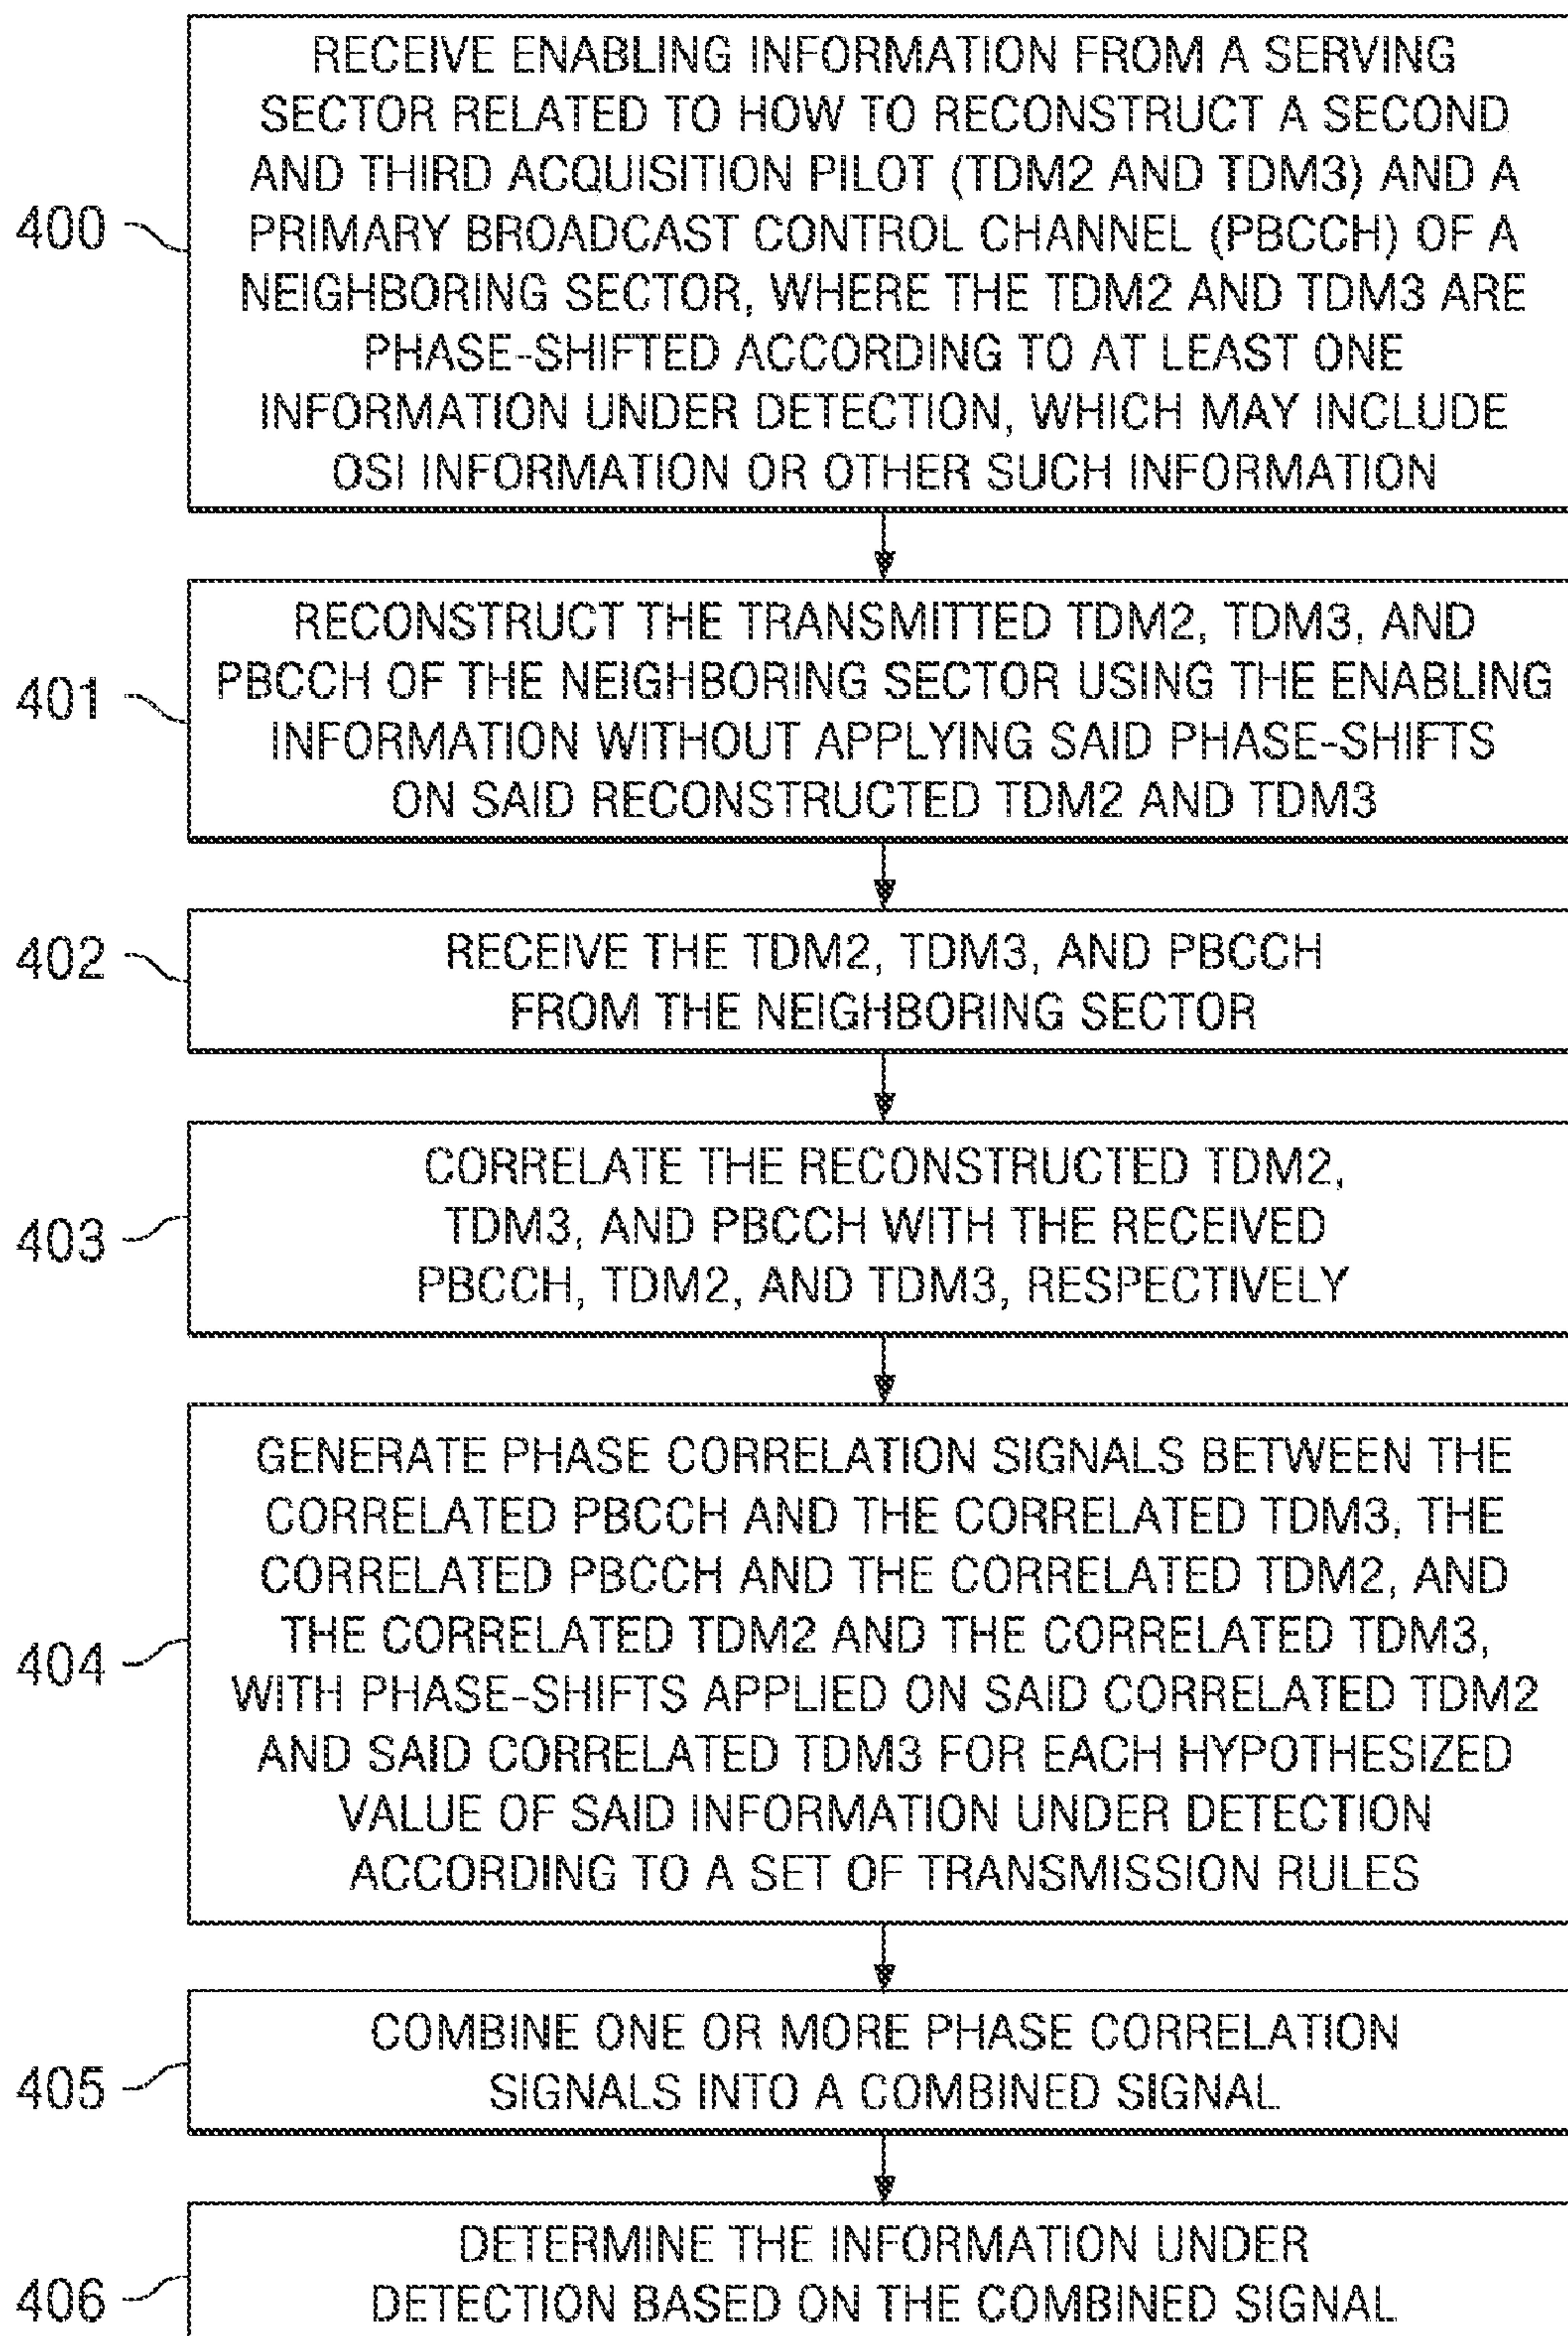 RECEIVE ENABLING INFORMATION FROM A SERVING
SECTOR RELATED TO HOW TO RECONSTRUCT A SECOND
AND THIRD ACQUISITION PILOT (TDM2 AND TDM3) AND A
PRIMARY BROADCAST CONTROL CHANNEL (PBCCH) OF A
NEIGHBORING SECTOR, WHERE THE TDM2 AND TDM3 ARE
PHASE-SHIFTED ACCORDING TO AT LEAST ONE
INFORMATION UNDER DETECTION, WHICH MAY INCLUDE
OSI INFORMATION OR OTHER SUCH INFORMATION
400
RECONSTRUCT THE TRANSMITTED TDM2, TDM3, AND
PBCCH OF THE NEIGHBORING SECTOR USING THE ENABLING
INFORMATION WITHOUT APPLYING SAID PHASE-SHIFTS
ON SAID RECONSTRUCTED TDM2 AND TDM3
401
RECEIVE THE TDM2, TDM3, AND PBCCH
FROM THE NEIGHBORING SECTOR
402
CORRELATE THE RECONSTRUCTED TDM2,
TDM3, AND PBCCH WITH THE RECEIVED
PBCCH, TDM2, AND TDM3, RESPECTIVELY
403
GENERATE PHASE CORRELATION SIGNALS BETWEEN THE
CORRELATED PBCCH AND THE CORRELATED TDM3, THE
CORRELATED PBCCH AND THE CORRELATED TDM2, AND
THE CORRELATED TDM2 AND THE CORRELATED TDM3,
WITH PHASE-SHIFTS APPLIED ON SAID CORRELATED TDM2
AND SAID CORRELATED TDM3 FOR EACH HYPOTHESIZED
VALUE OF SAID INFORMATION UNDER DETECTION
ACCORDING TO A SET OF TRANSMISSION RULES
404
COMBINE ONE OR MORE PHASE CORRELATION
SIGNALS INTO A COMBINED SIGNAL
405
DETERMINE THE INFORMATION UNDER
DETECTION BASED ON THE COMBINED SIGNAL
406